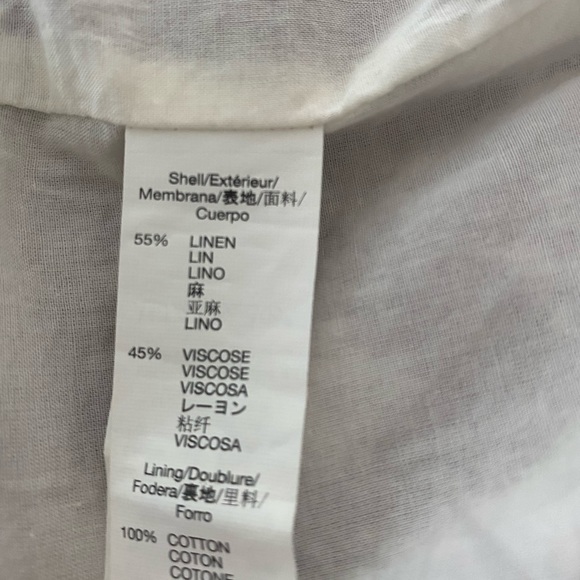 Shell/Extérieur/
Membrana/表地/面料/
Cuerpo
55% LINEN
LIN
LINO
麻
亚麻
LINO
45% VISCOSE
VISCOSE
VISCOSA
レーヨン
粘纤
VISCOSA
Lining/Doublure/
Fodera/裏地/里料/
Forro
100% COTTON
COTON
COTONE